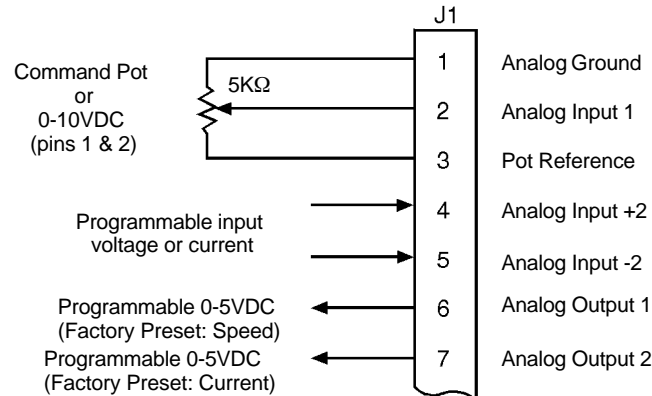 J1
Command Pot
or
0-10VDC
(pins 1 & 2)
5KΩ
1 Analog Ground
2 Analog Input 1
3 Pot Reference
Programmable input
voltage or current
4 Analog Input +2
5 Analog Input -2
Programmable 0-5VDC
(Factory Preset: Speed)
6 Analog Output 1
Programmable 0-5VDC
(Factory Preset: Current)
7 Analog Output 2